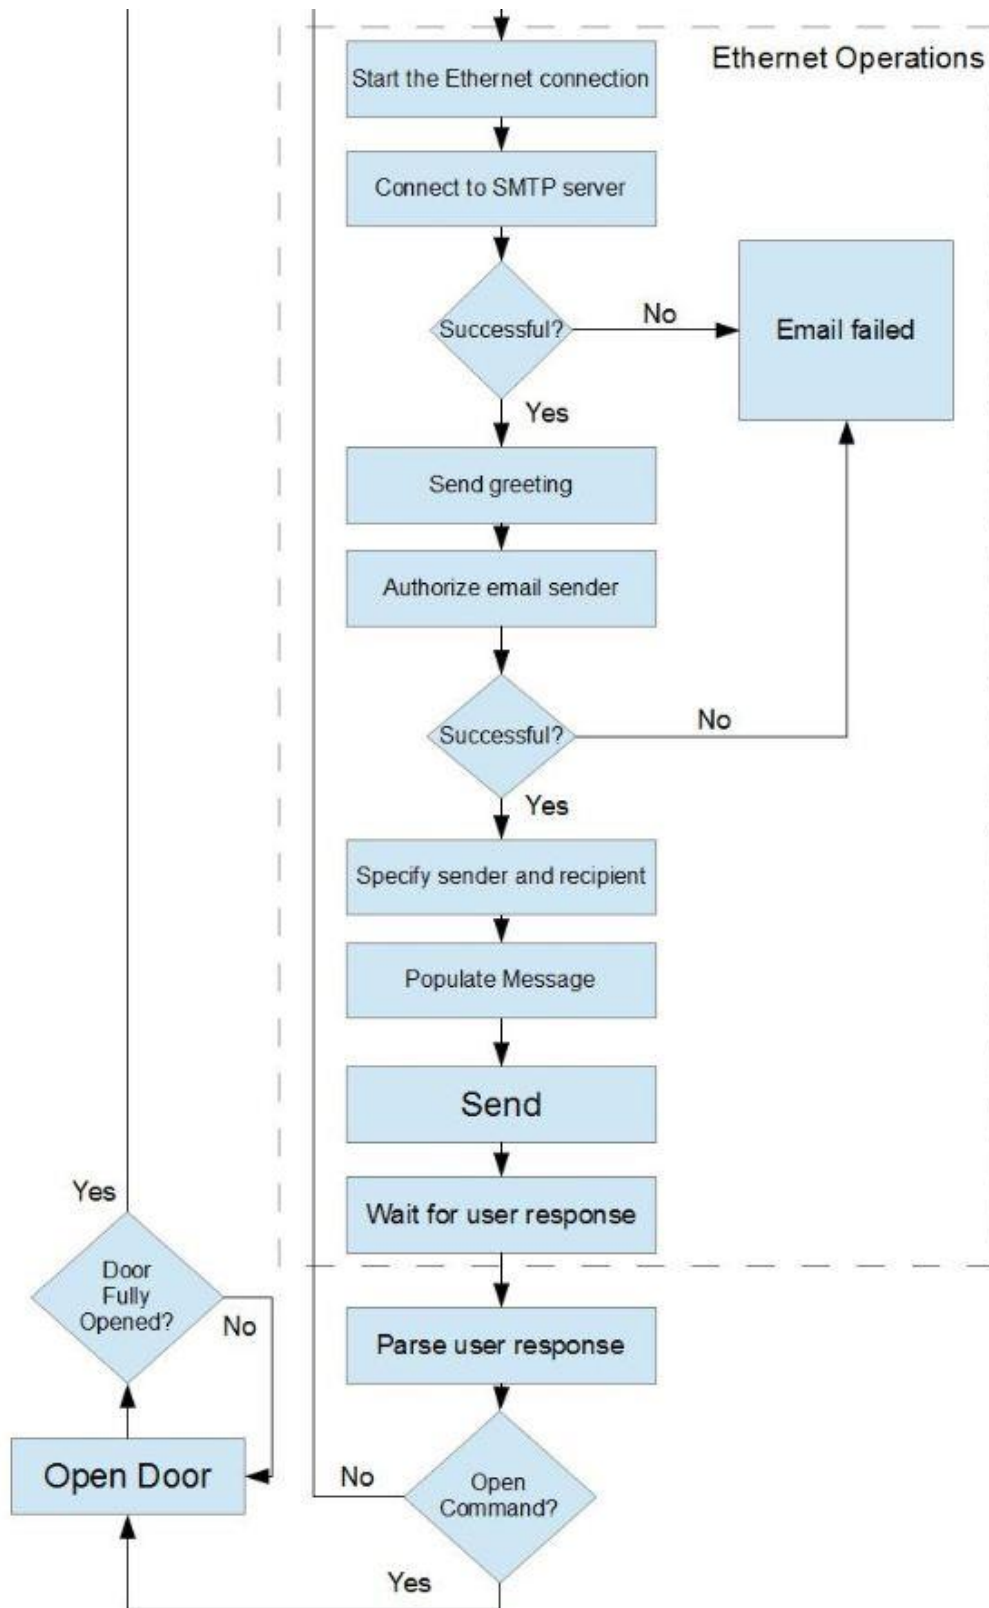 Ethernet Operations
Start the Ethernet connection
Connect to SMTP server
Successful?
No
Email failed
Yes
Send greeting
Authorize email sender
Successful?
No
Yes
Specify sender and recipient
Populate Message
Send
Wait for user response
Yes
Door
Fully
Opened?
No
Parse user response
Open Door
No
Open
Command?
Yes